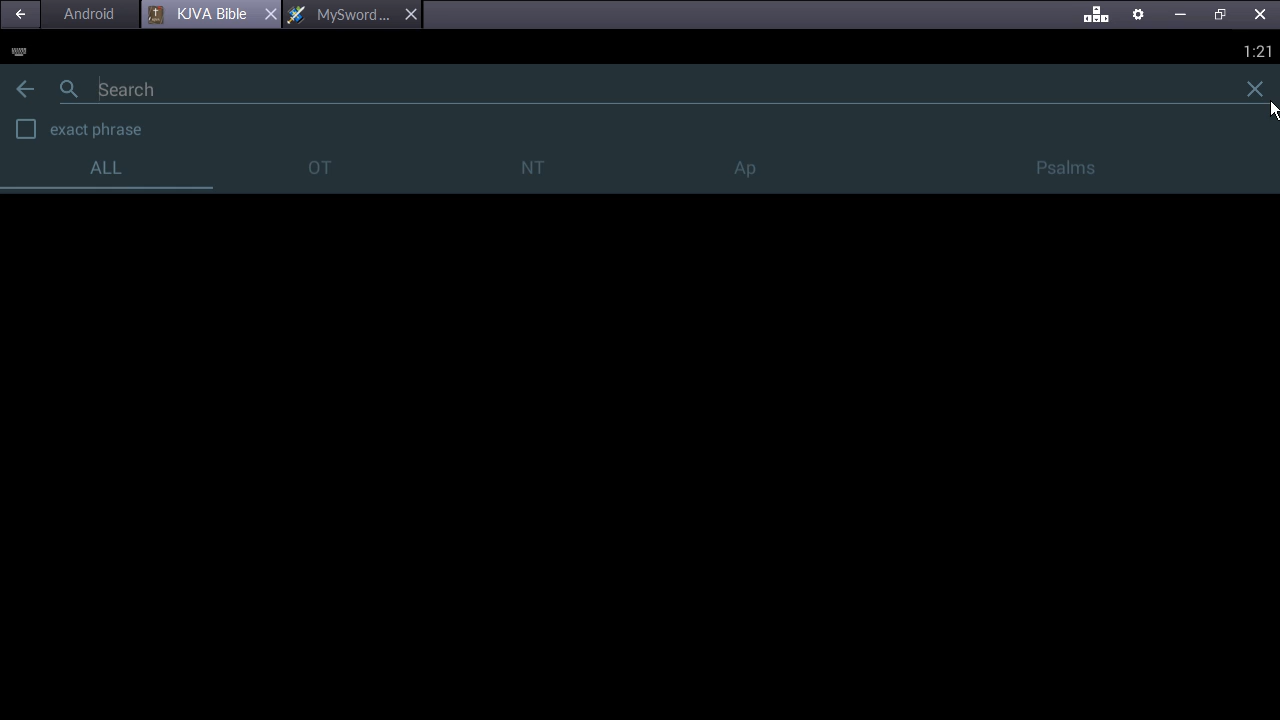 Android KJVA Bible MySword...
1:21
Search
exact phrase
ALL OT NT Ap Psalms